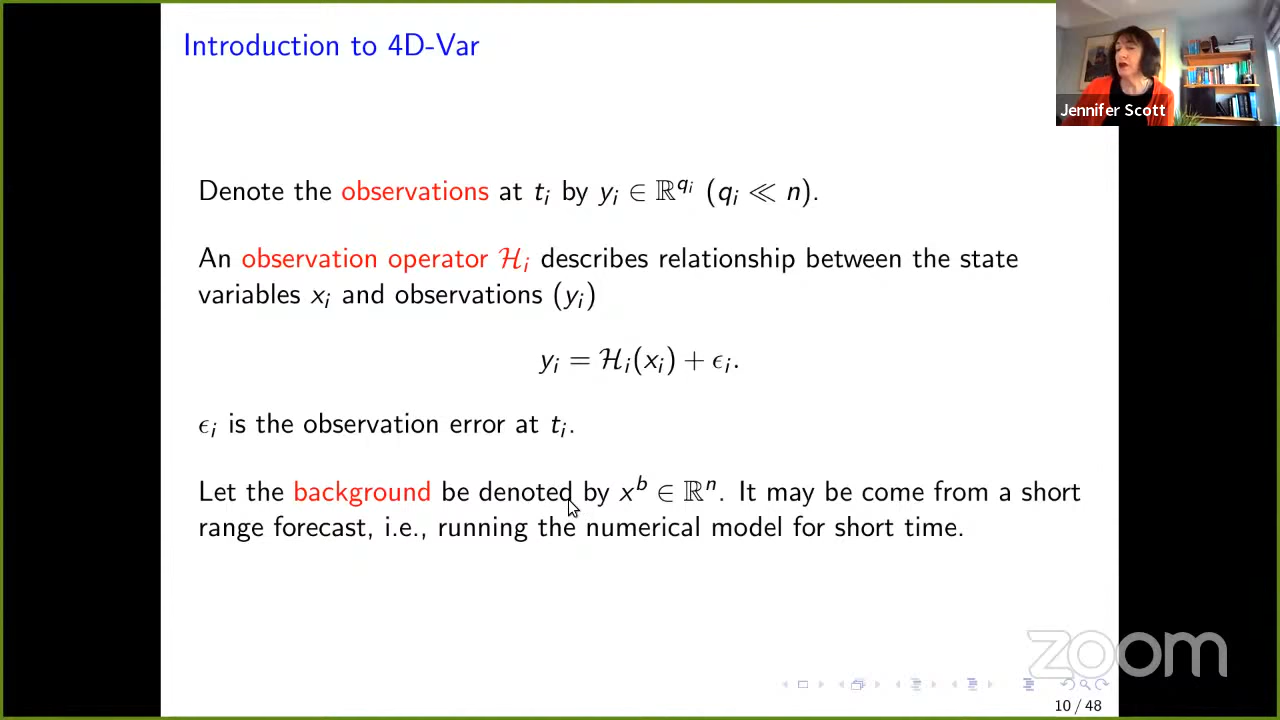 Introduction to 4D-Var
Jennifer Scott
Denote the observations at tᵢ by yᵢ ∈ ℝ^{qᵢ} (qᵢ ≪ n).
An observation operator ℋᵢ describes relationship between the state
variables xᵢ and observations (yᵢ)
yᵢ = ℋᵢ(xᵢ) + ϵᵢ.
ϵᵢ is the observation error at tᵢ.
Let the background be denoted by xᵇ ∈ ℝⁿ. It may be come from a short
range forecast, i.e., running the numerical model for short time.
zoom
10 / 48